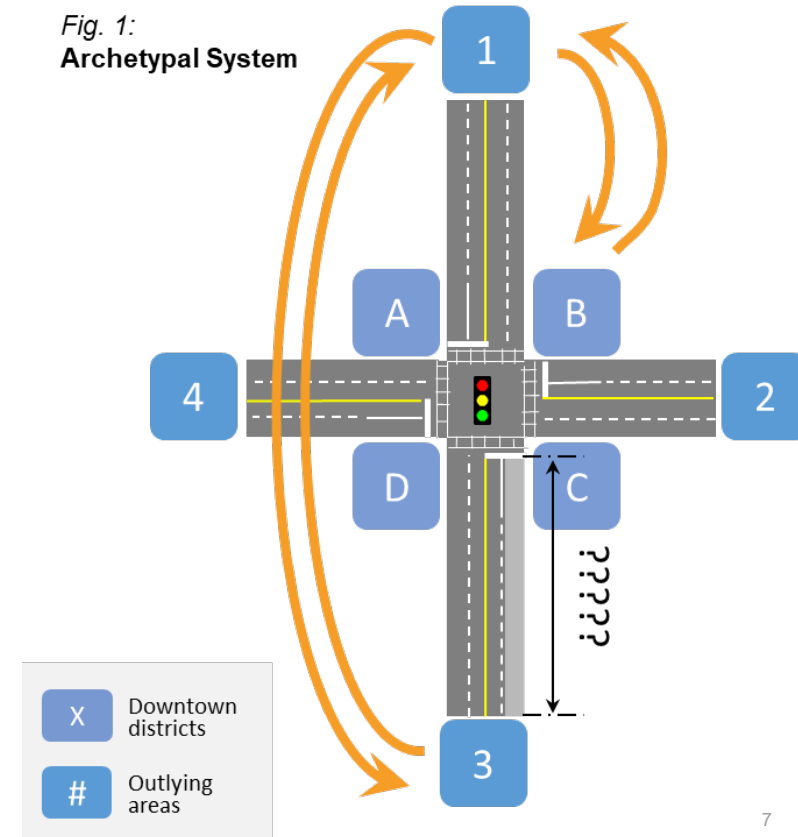 Fig. 1:
Archetypal System
1
A
B
4
2
D
C
?????
3
X
Downtown
districts
#
Outlying
areas
7